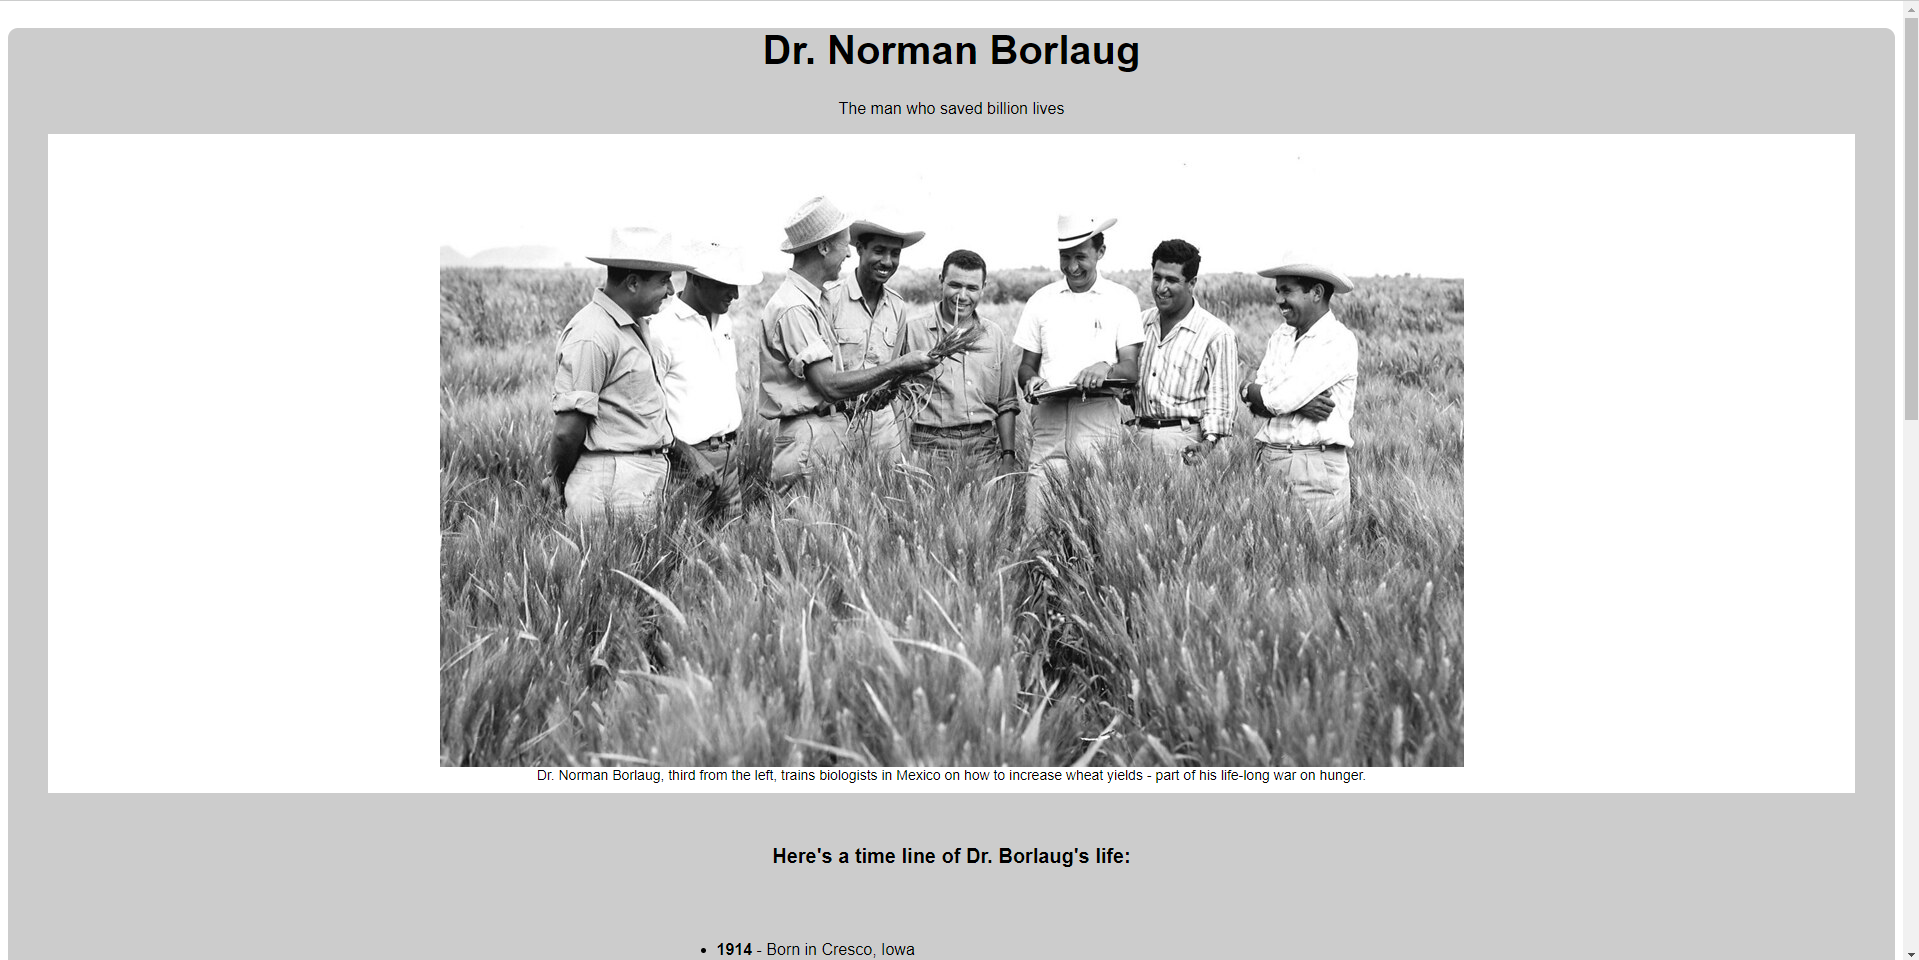 Dr. Norman Borlaug
The man who saved billion lives
Dr. Norman Borlaug, third from the left, trains biologists in Mexico on how to increase wheat yields - part of his life-long war on hunger.
Here's a time line of Dr. Borlaug's life:
• 1914 - Born in Cresco, Iowa